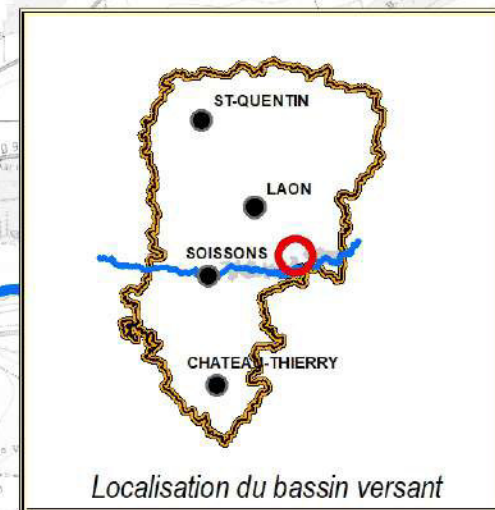 ST-QUENTIN
LAON
SOISSONS
CHATEAU-THIERRY
Localisation du bassin versant